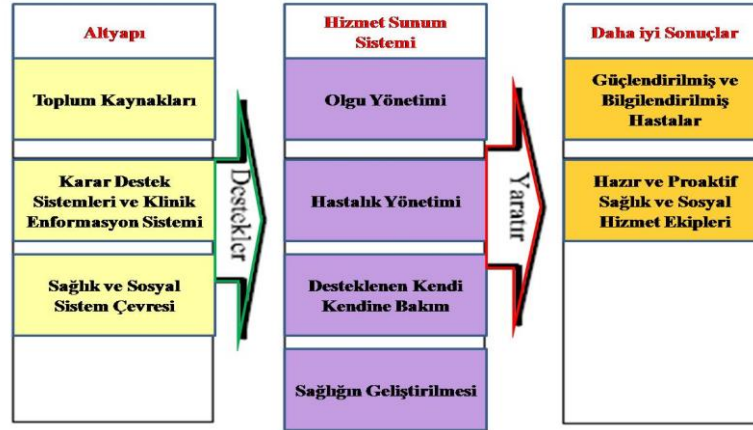 Altyapı
Toplum Kaynakları
Karar Destek
Sistemleri ve Klinik
Enformasyon Sistemi
Sağlık ve Sosyal
Sistem Çevresi
Destekler
Hizmet Sunum
Sistemi
Olgu Yönetimi
Hastalık Yönetimi
Desteklenen Kendi
Kendine Bakım
Sağlığın Geliştirilmesi
Yaratır
Daha iyi Sonuçlar
Güçlendirilmiş ve
Bilgilendirilmiş
Hastalar
Hazır ve Proaktif
Sağlık ve Sosyal
Hizmet Ekipleri